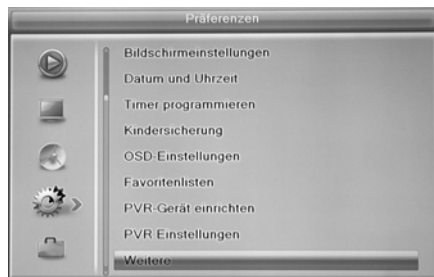 Präferenzen
Bildschirmeinstellungen
Datum und Uhrzeit
Timer programmieren
Kindersicherung
OSD-Einstellungen
Favoritenlisten
PVR-Gerät einrichten
PVR Einstellungen
Weitere